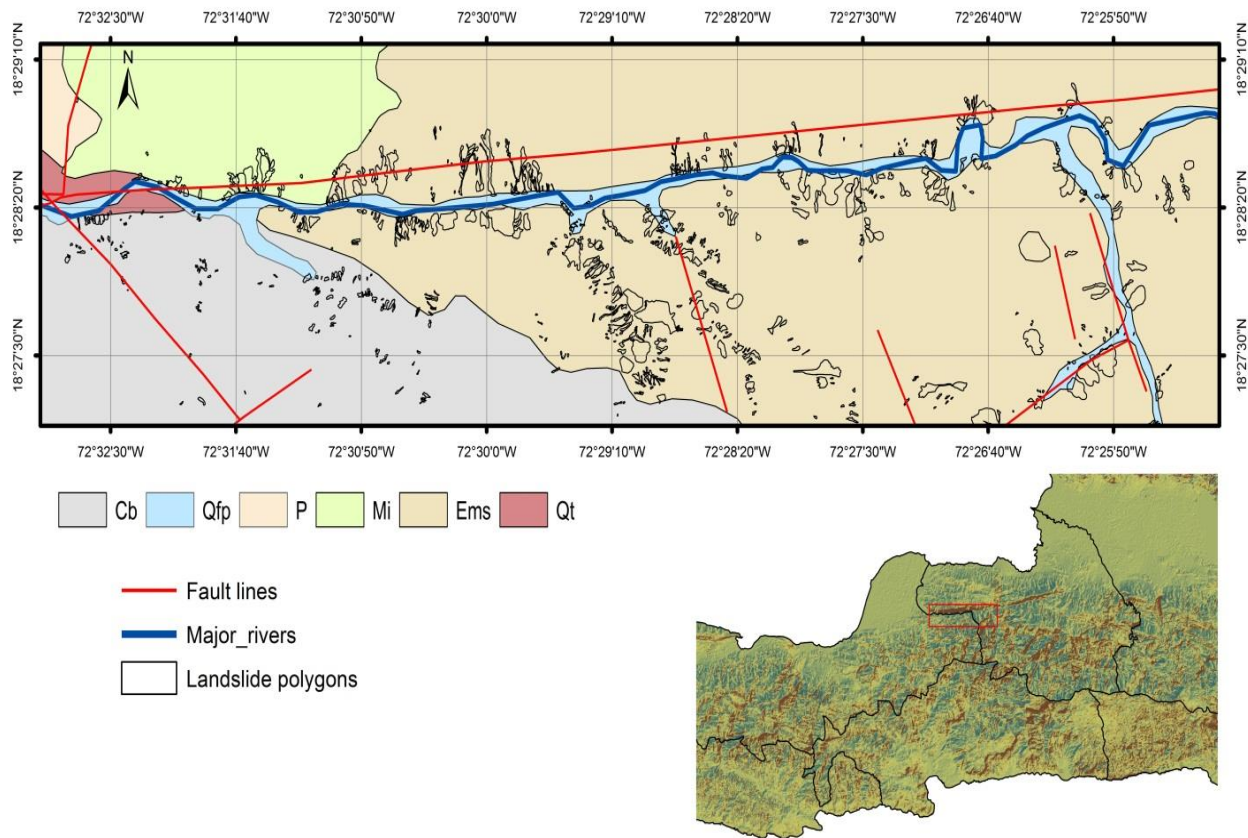 72°32'30"W 72°31'40"W 72°30'50"W 72°30'0"W 72°29'10"W 72°28'20"W 72°27'30"W 72°26'40"W 72°25'50"W
18°29'10"N 18°29'10"N
N
18°28'20"N 18°28'20"N
18°27'30"N 18°27'30"N
72°32'30"W 72°31'40"W 72°30'50"W 72°30'0"W 72°29'10"W 72°28'20"W 72°27'30"W 72°26'40"W 72°25'50"W
Cb Qfp P Mi Ems Qt
Fault lines
Major_rivers
Landslide polygons